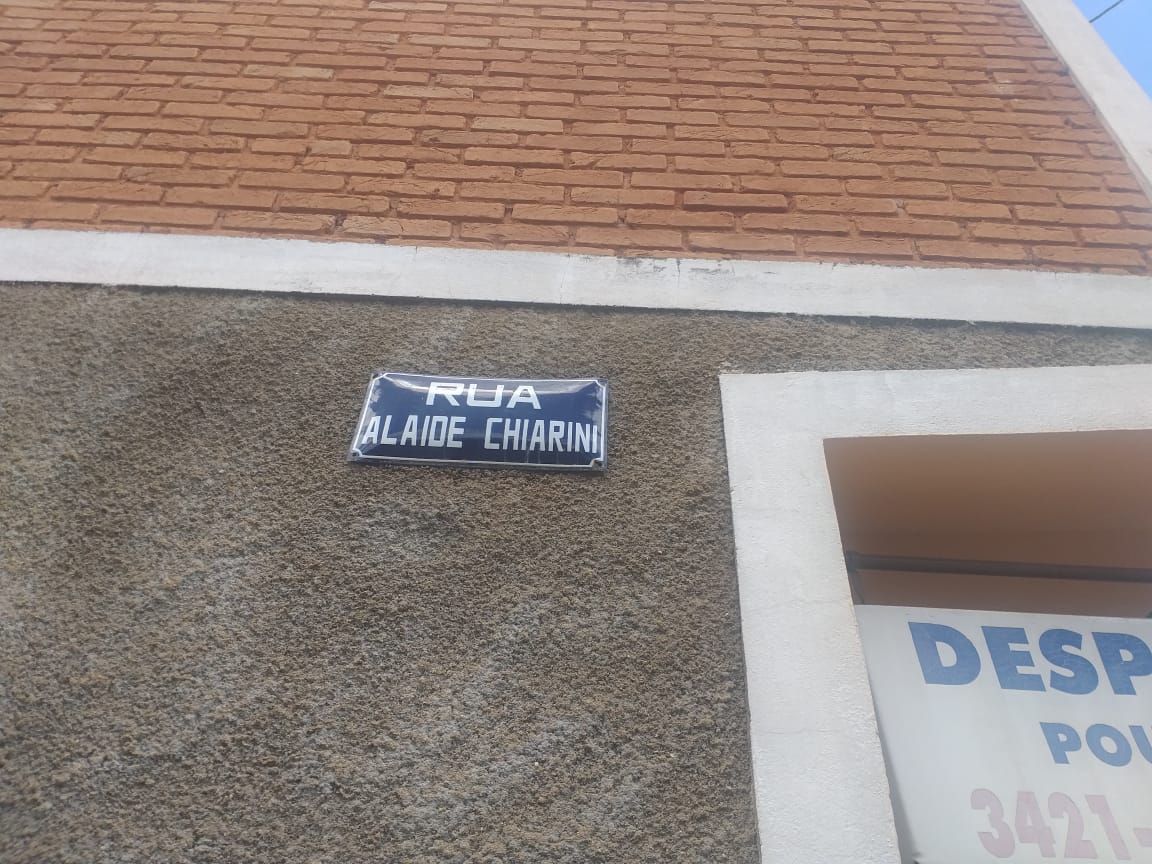 RUA
ALAIDE CHIARINI
DESP
POU
3421-